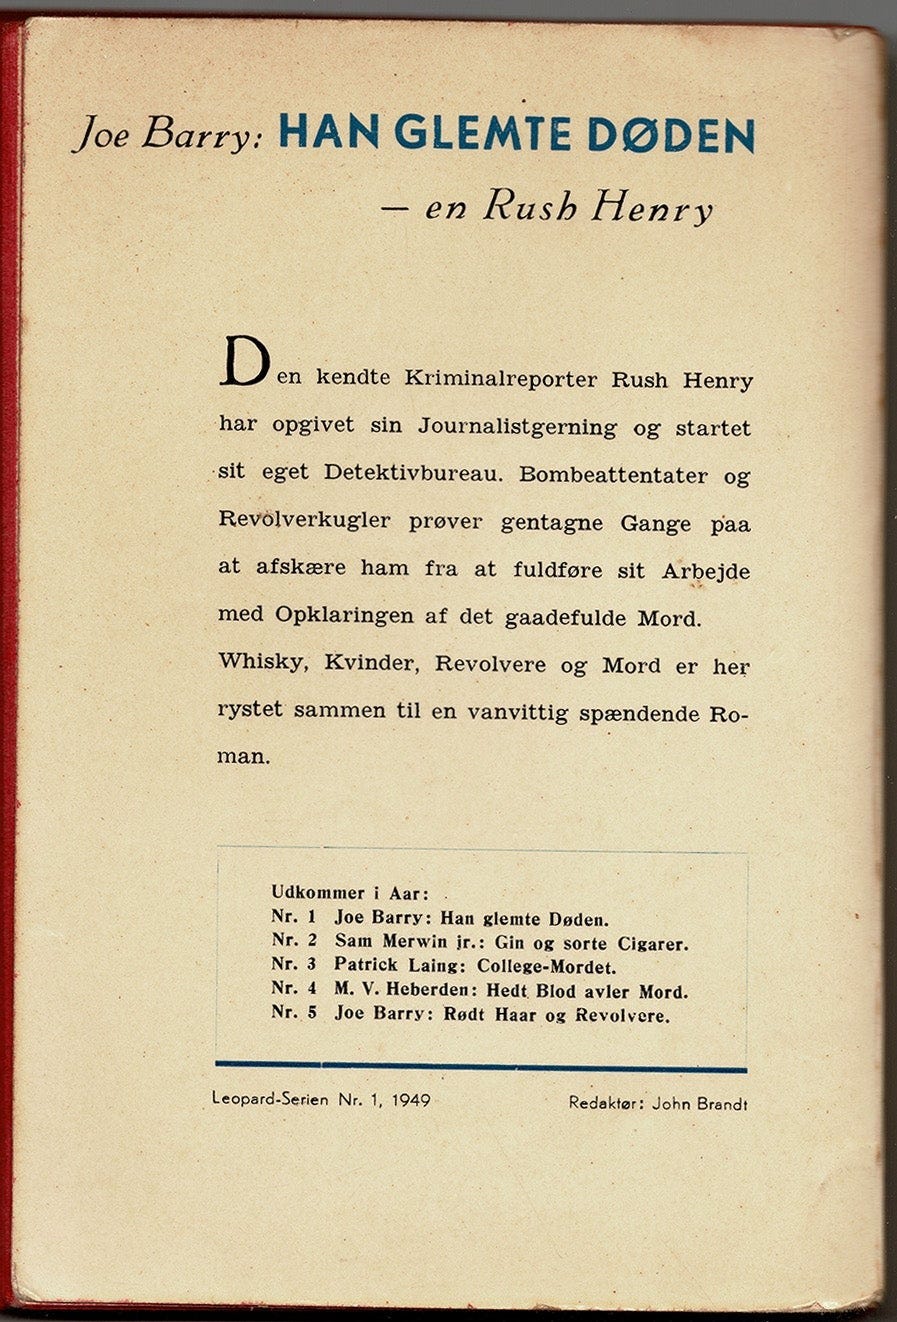 Joe Barry: HAN GLEMTE DØDEN
— en Rush Henry
Den kendte Kriminalreporter Rush Henry
har opgivet sin Journalistgerning og startet
sit eget Detektivbureau. Bombeattentater og
Revolverkugler prøver gentagne Gange paa
at afskære ham fra at fuldføre sit Arbejde
med Opklaringen af det gaadefulde Mord.
Whisky, Kvinder, Revolvere og Mord er her
rystet sammen til en vanvittig spændende Ro-
man.
Udkommer i Aar:
Nr. 1 Joe Barry: Han glemte Døden.
Nr. 2 Sam Merwin jr.: Gin og sorte Cigarer.
Nr. 3 Patrick Laing: College-Mordet.
Nr. 4 M. V. Heberden: Hedt Blod avler Mord.
Nr. 5 Joe Barry: Rødt Haar og Revolvere.
Leopard-Serien Nr. 1, 1949 Redaktør: John Brandt